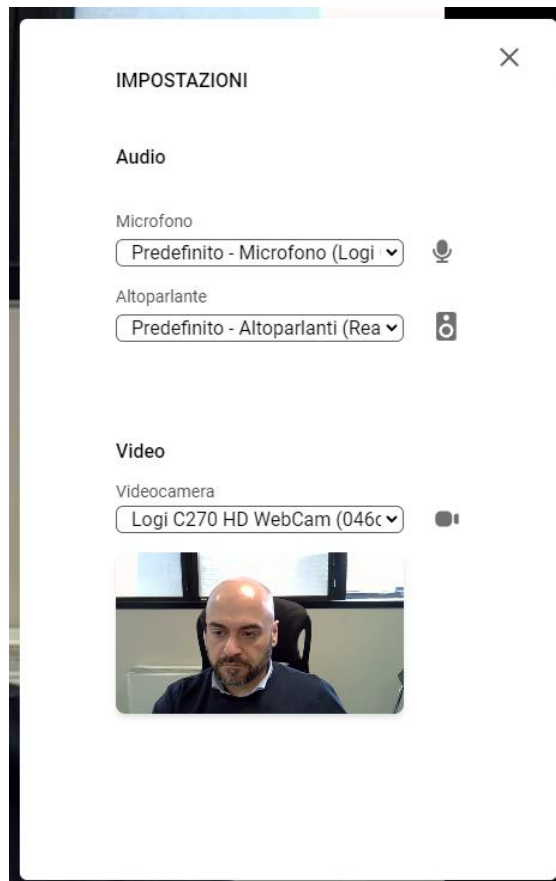 IMPOSTAZIONI
Audio
Microfono
Predefinito - Microfono (Logi
Altoparlante
Predefinito - Altoparlanti (Rea
Video
Videocamera
Logi C270 HD WebCam (046c